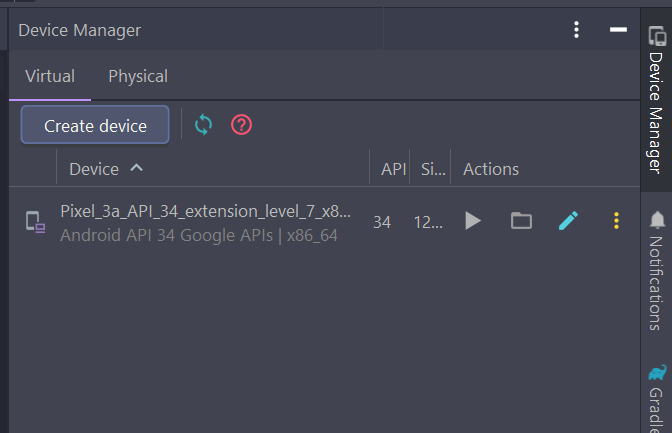 Device Manager
Virtual Physical
Create device
Device API Si... Actions
Pixel_3a_API_34_extension_level_7_x8... 34 12...
Android API 34 Google APIs | x86_64
Device Manager
Notifications
Gradle